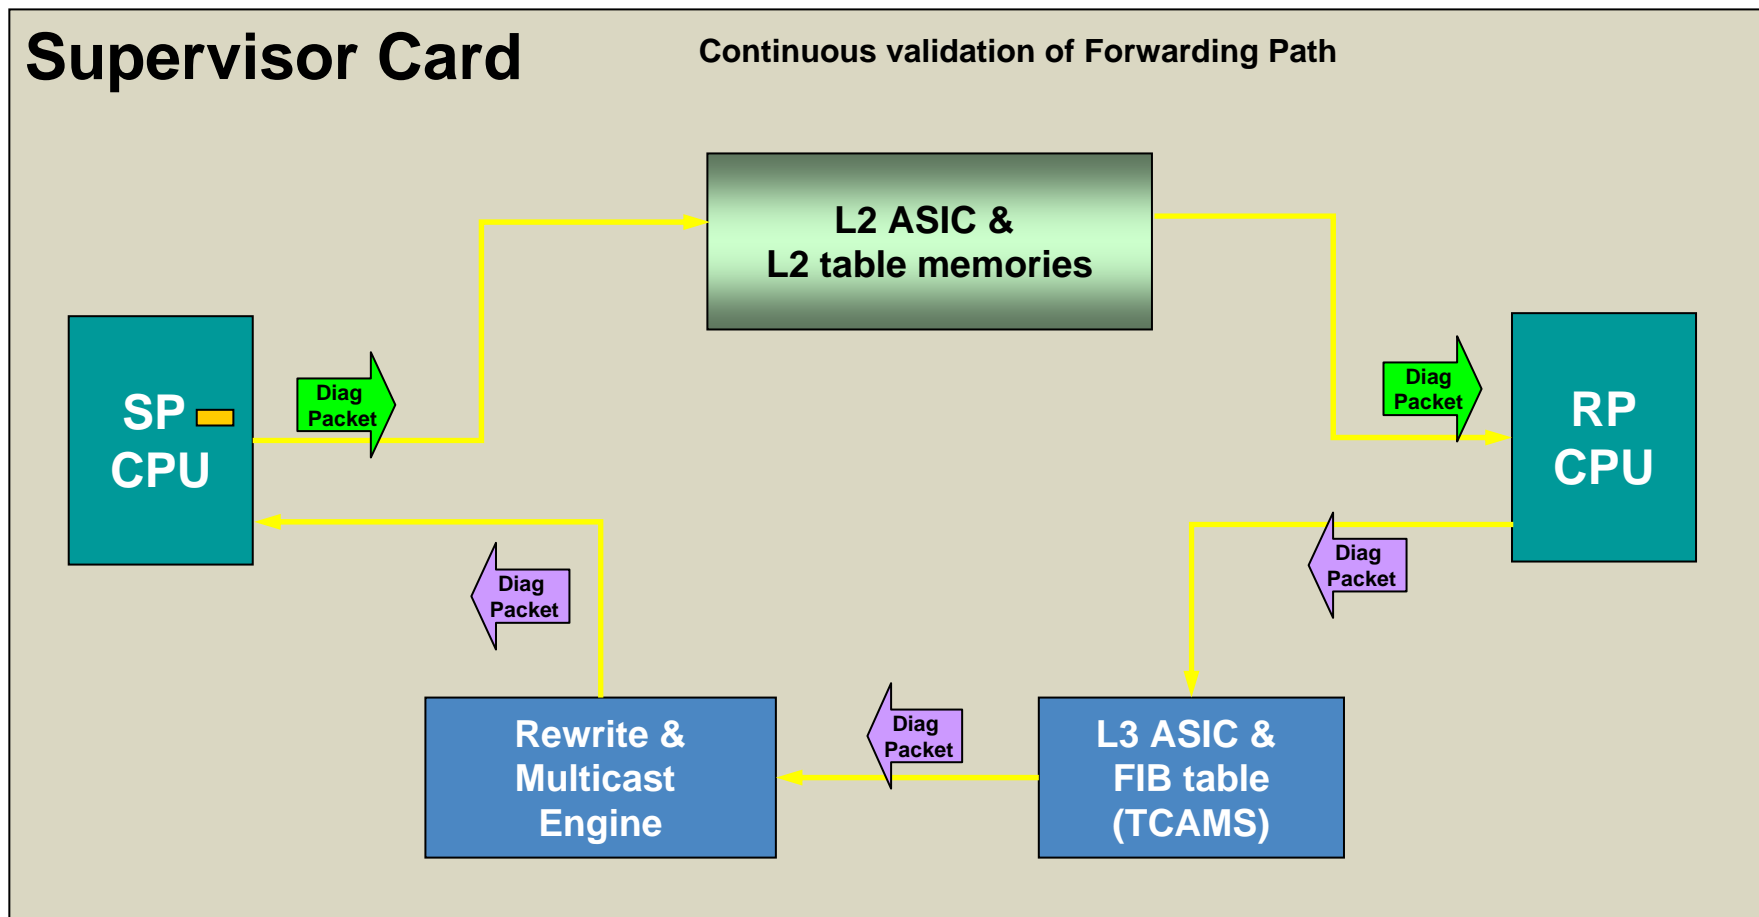 Supervisor Card
Continuous validation of Forwarding Path
L2 ASIC &
L2 table memories
SP
CPU
Diag
Packet
Diag
Packet
RP
CPU
Diag
Packet
Diag
Packet
Rewrite &
Multicast
Engine
Diag
Packet
L3 ASIC &
FIB table
(TCAMS)